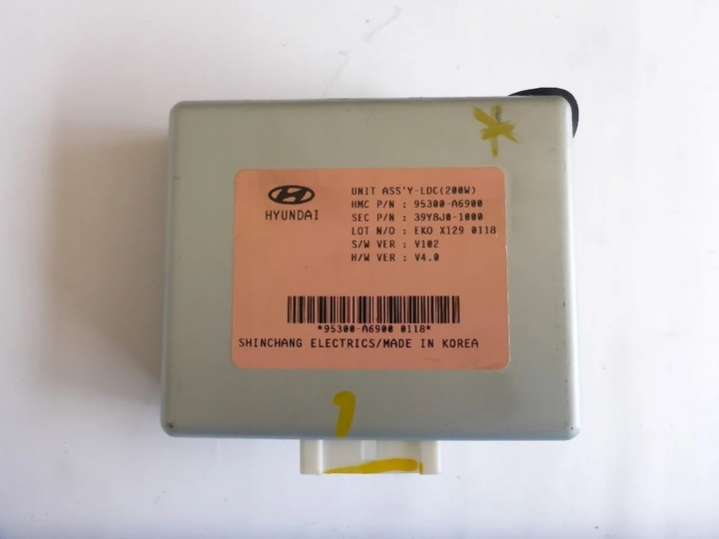 HYUNDAI
UNIT ASS'Y-LDC(200W)
HMC P/N : 95300-A6900
SEC P/N : 39Y8J0-1000
LOT N/O : EKO X129 0118
S/W VER : V102
H/W VER : V4.0
*95300-A6900 0118*
SHINCHANG ELECTRICS/MADE IN KOREA
1